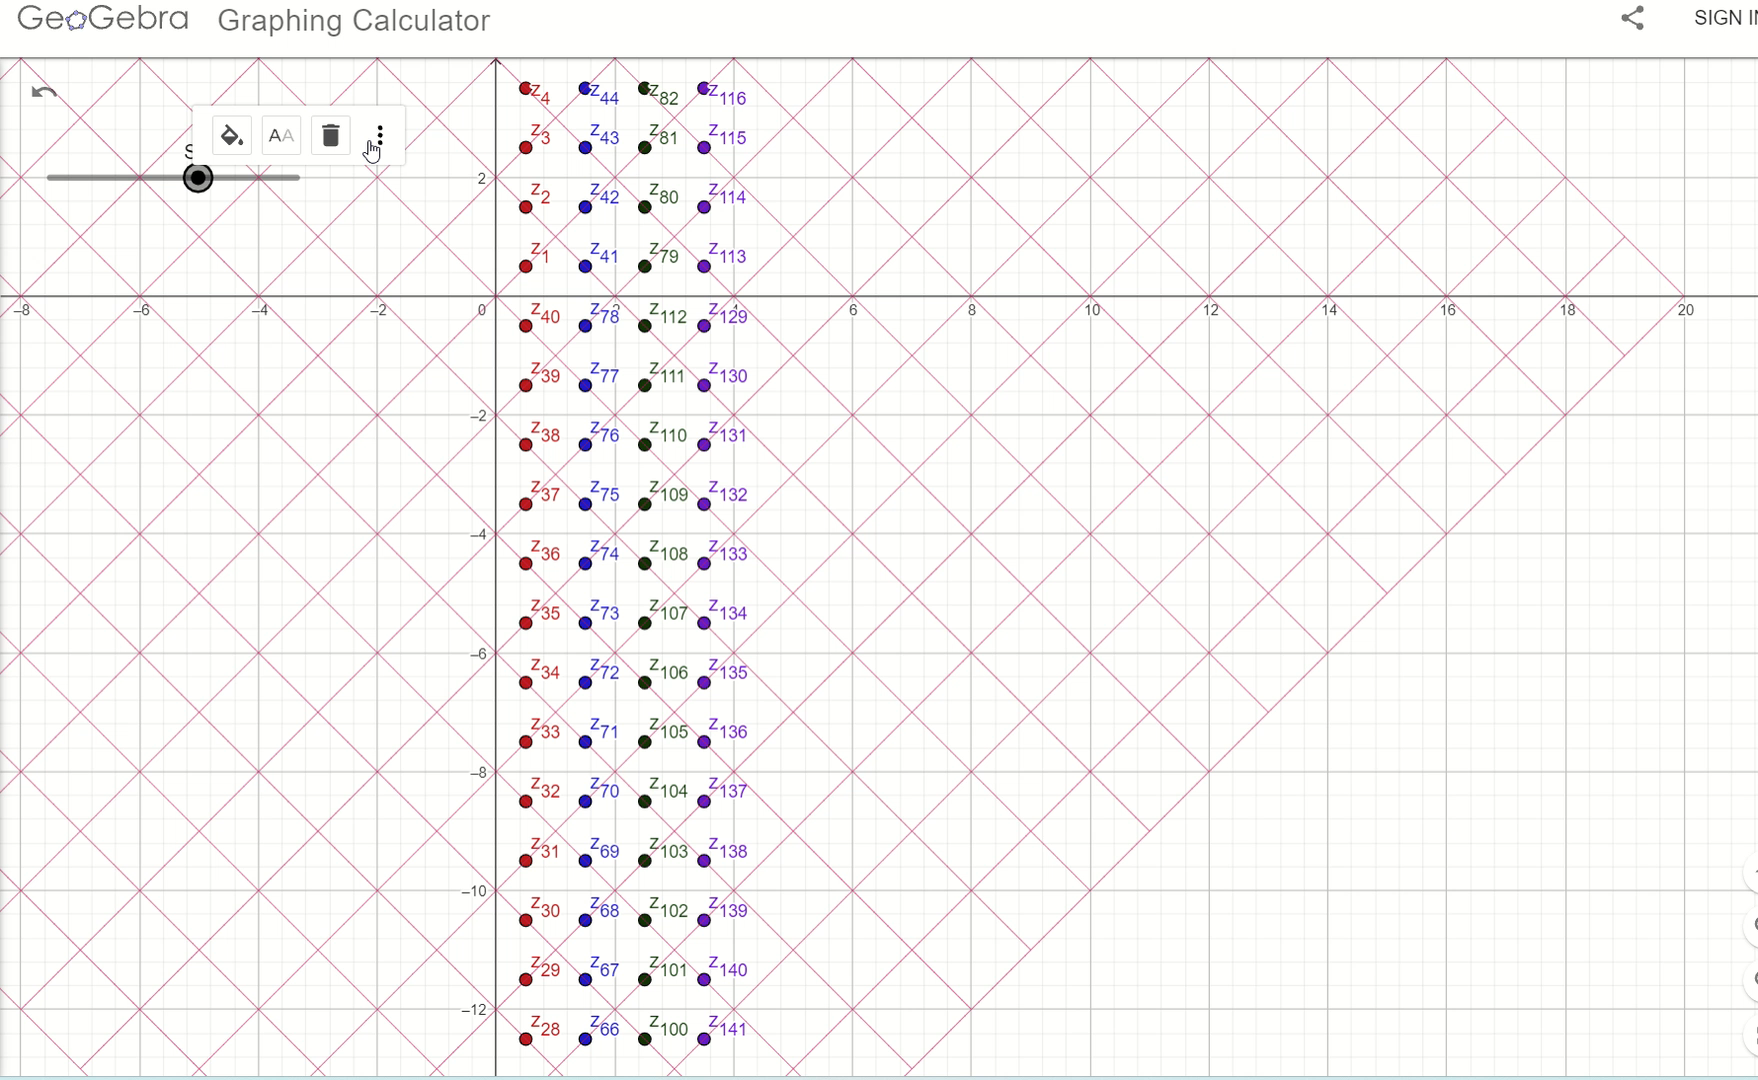 GeoGebra Graphing Calculator SIGN IN
AA
S
Z4 Z44 Z82 Z116
Z3 Z43 Z81 Z115
2
Z2 Z42 Z80 Z114
Z1 Z41 Z79 Z113
–8 –6 –4 –2 0 2 4 6 8 10 12 14 16 18 20
Z40 Z78 Z112 Z129
Z39 Z77 Z111 Z130
–2
Z38 Z76 Z110 Z131
Z37 Z75 Z109 Z132
–4
Z36 Z74 Z108 Z133
Z35 Z73 Z107 Z134
–6
Z34 Z72 Z106 Z135
Z33 Z71 Z105 Z136
–8
Z32 Z70 Z104 Z137
Z31 Z69 Z103 Z138
–10
Z30 Z68 Z102 Z139
Z29 Z67 Z101 Z140
–12
Z28 Z66 Z100 Z141